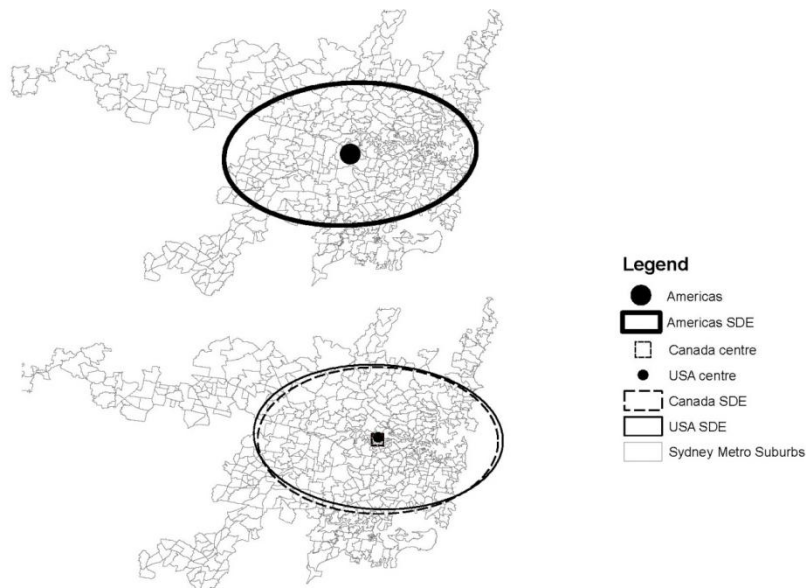 Legend
Americas
Americas SDE
Canada centre
USA centre
Canada SDE
USA SDE
Sydney Metro Suburbs